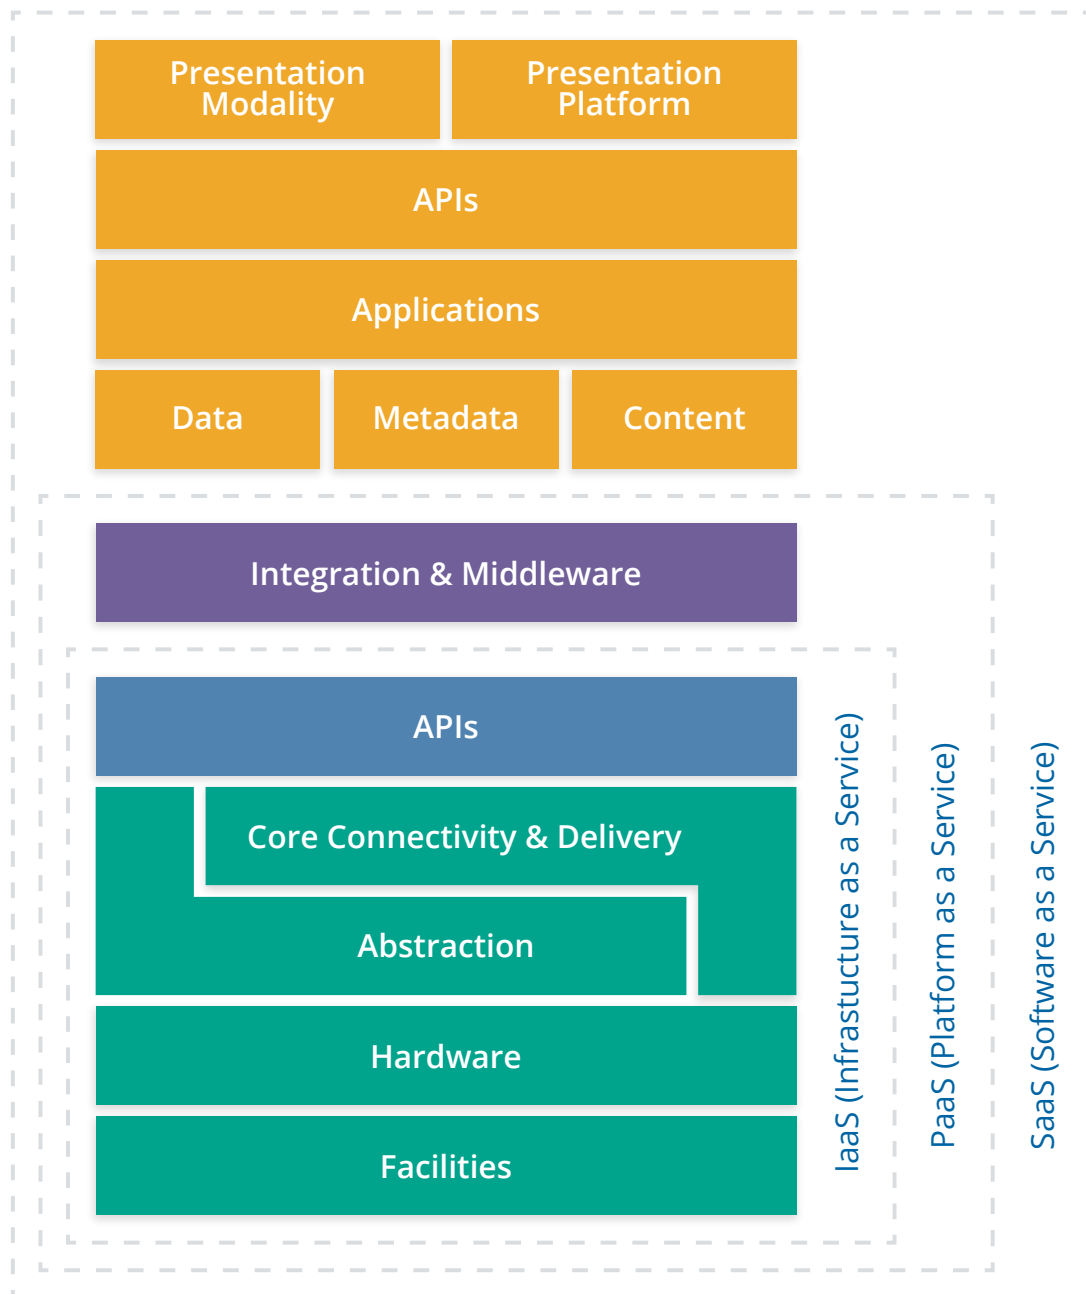 Presentation
Modality
Presentation
Platform
APIs
Applications
Data
Metadata
Content
Integration & Middleware
APIs
Core Connectivity & Delivery
Abstraction
Hardware
Facilities
IaaS (Infrastucture as a Service)
PaaS (Platform as a Service)
SaaS (Software as a Service)